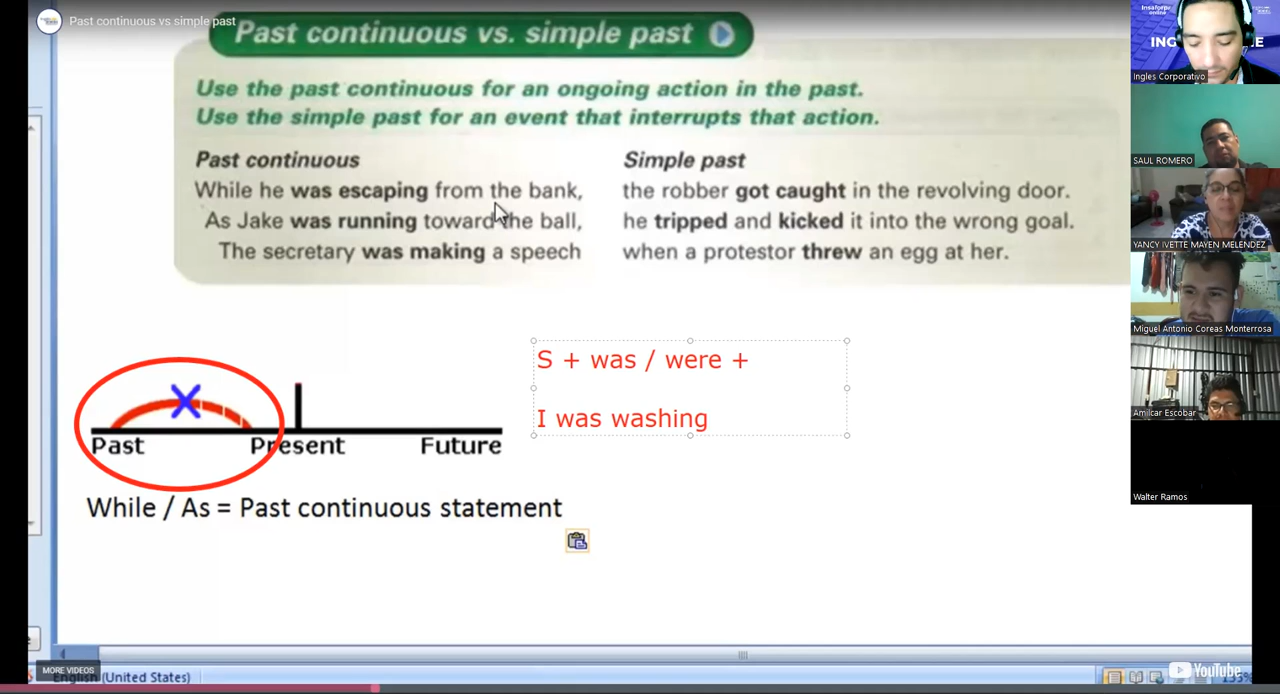 Past continuous vs simple past
Past continuous vs. simple past
Use the past continuous for an ongoing action in the past.
Use the simple past for an event that interrupts that action.
Past continuous
Simple past
While he was escaping from the bank,
the robber got caught in the revolving door.
As Jake was running toward the ball,
he tripped and kicked it into the wrong goal.
The secretary was making a speech
when a protestor threw an egg at her.
S + was / were +
I was washing
Past
Present
Future
While / As = Past continuous statement
MORE VIDEOS
English (United States)
YouTube
Insaforp
online
ING
E
Ingles Corporativo
SAUL ROMERO
YANCY IVETTE MAYEN MELENDEZ
Miguel Antonio Coreas Monterrosa
Amilcar Escobar
Walter Ramos